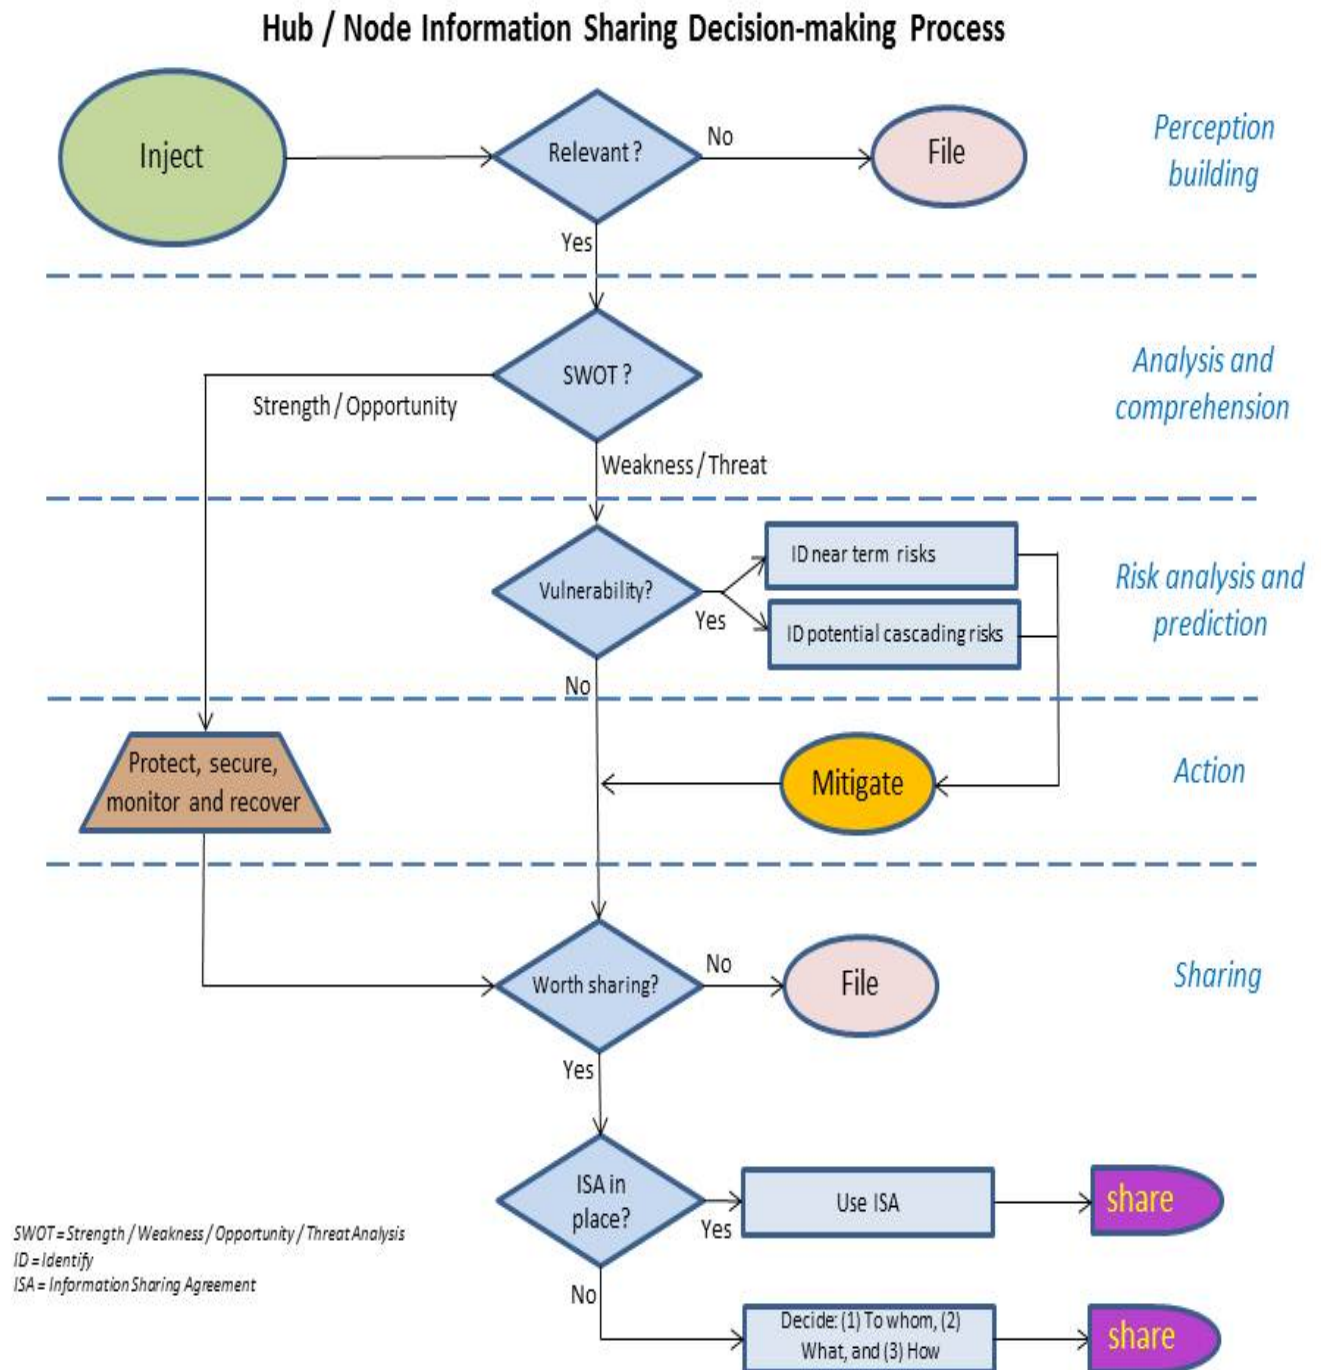 Hub / Node Information Sharing Decision-making Process
Inject
Relevant ?
No
File
Perception
building
Yes
SWOT ?
Analysis and
comprehension
Strength / Opportunity
Weakness / Threat
Vulnerability?
Yes
ID near term risks
ID potential cascading risks
Risk analysis and
prediction
No
Protect, secure,
monitor and recover
Mitigate
Action
Worth sharing?
No
File
Sharing
Yes
ISA in
place?
Yes
Use ISA
share
SWOT = Strength / Weakness / Opportunity / Threat Analysis
ID = Identify
ISA = Information Sharing Agreement
No
Decide: (1) To whom, (2)
What, and (3) How
share